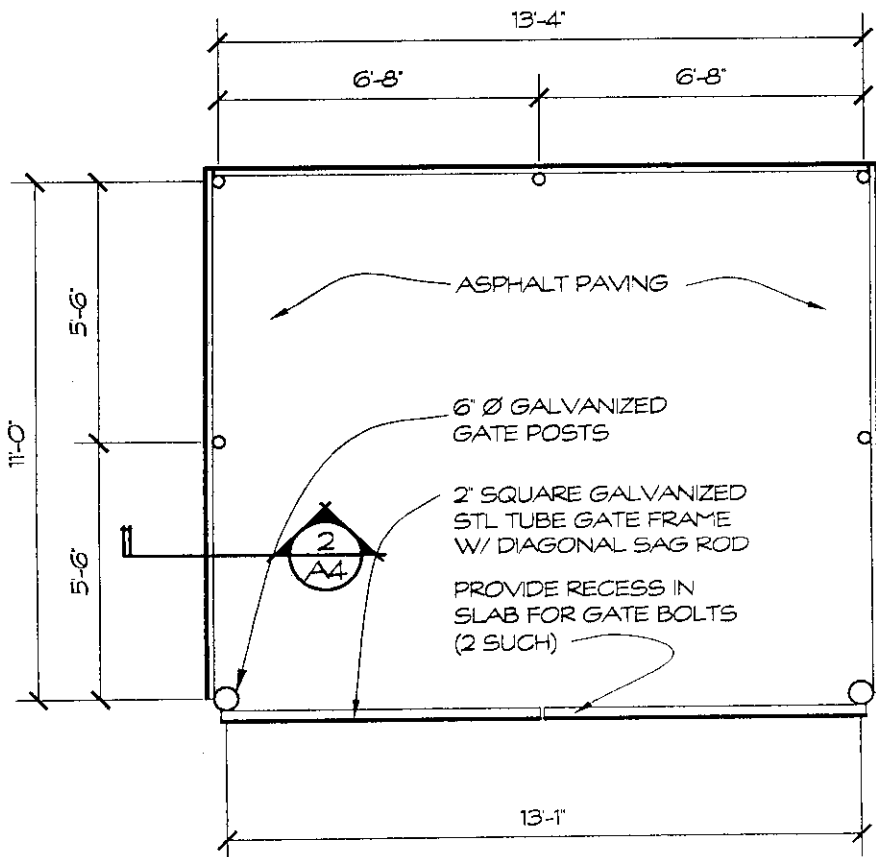 13'-4"
6'-8"
6'-8"
ASPHALT PAVING
5'-6"
11'-0"
6" Ø GALVANIZED
GATE POSTS
2" SQUARE GALVANIZED
STL TUBE GATE FRAME
W/ DIAGONAL SAG ROD
2
A4
5'-6"
PROVIDE RECESS IN
SLAB FOR GATE BOLTS
(2 SUCH)
13'-1"